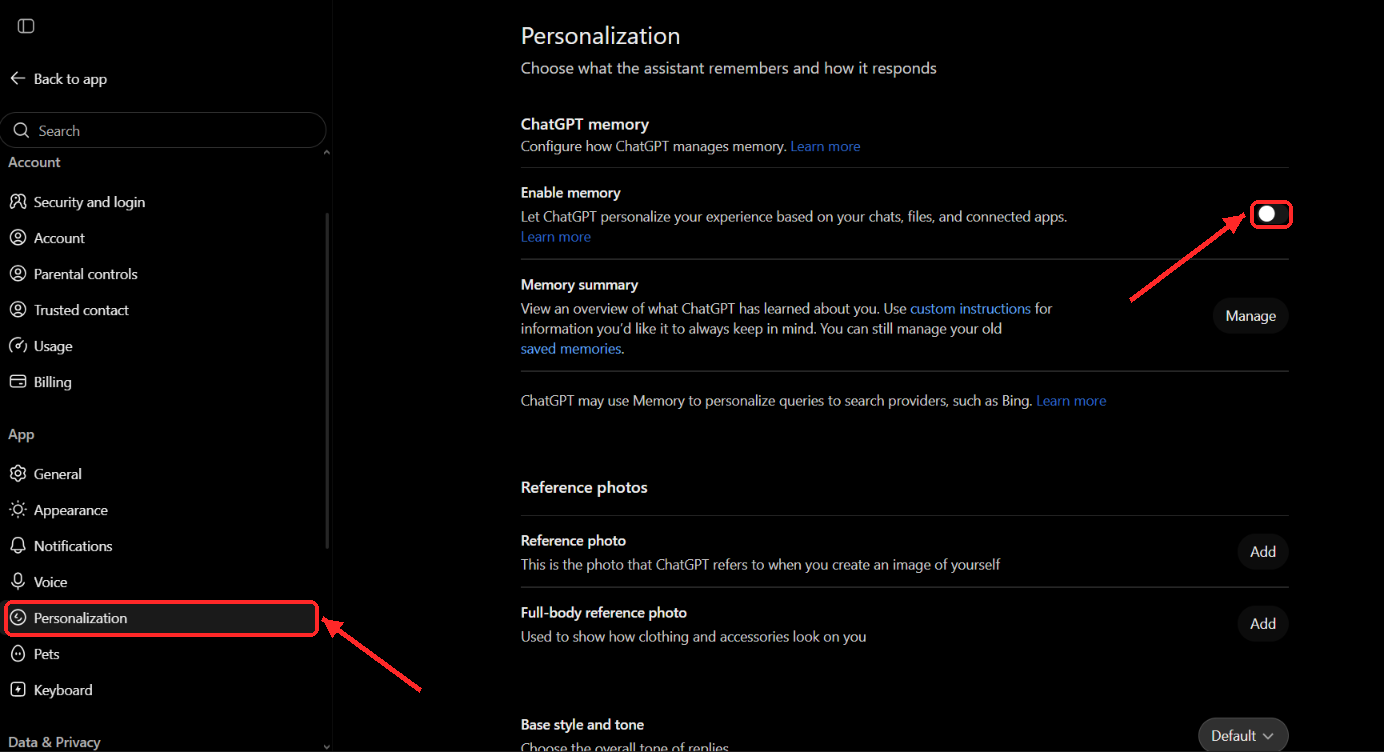 Back to app
Search
Account
Security and login
Account
Parental controls
Trusted contact
Usage
Billing
App
General
Appearance
Notifications
Voice
Personalization
Pets
Keyboard
Data & Privacy
Personalization
Choose what the assistant remembers and how it responds
ChatGPT memory
Configure how ChatGPT manages memory. Learn more
Enable memory
Let ChatGPT personalize your experience based on your chats, files, and connected apps.
Learn more
Memory summary
View an overview of what ChatGPT has learned about you. Use custom instructions for
information you'd like it to always keep in mind. You can still manage your old
saved memories.
Manage
ChatGPT may use Memory to personalize queries to search providers, such as Bing. Learn more
Reference photos
Reference photo
This is the photo that ChatGPT refers to when you create an image of yourself
Add
Full-body reference photo
Used to show how clothing and accessories look on you
Add
Base style and tone
Choose the overall tone of replies
Default